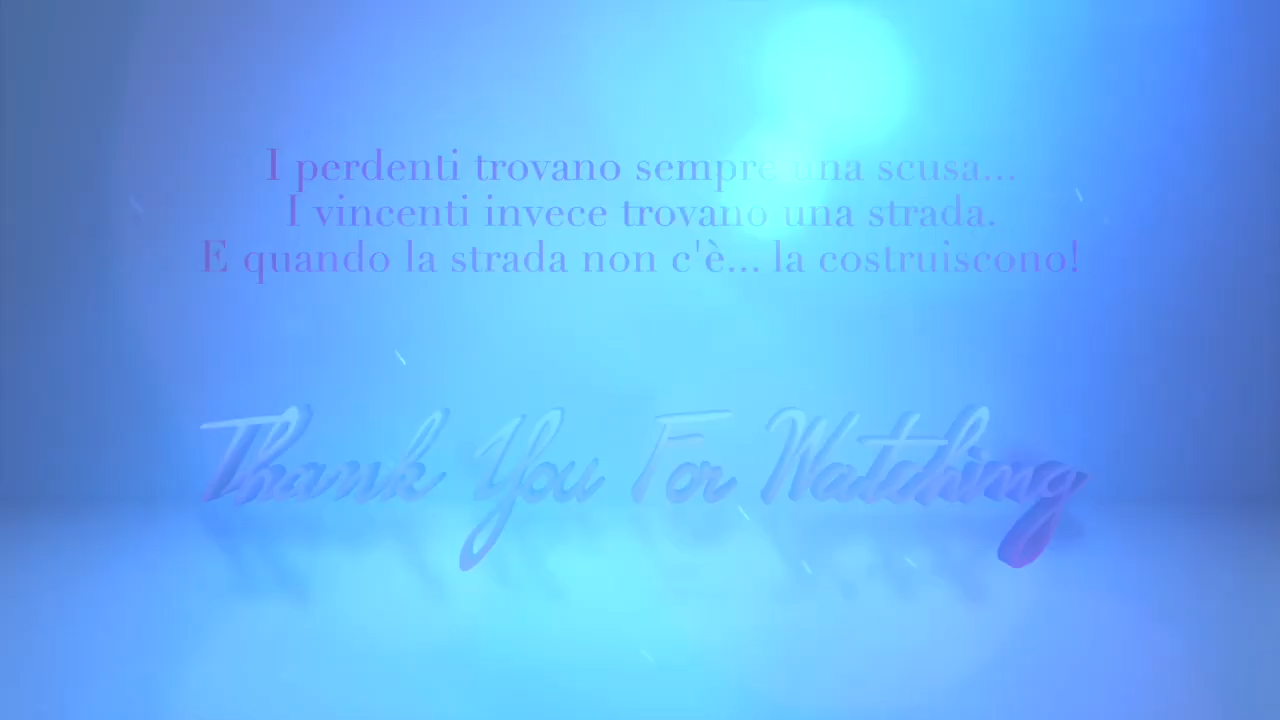 I perdenti trovano sempre una scusa...
I vincenti invece trovano una strada.
E quando la strada non c'è... la costruiscono!
Thank You For Watching